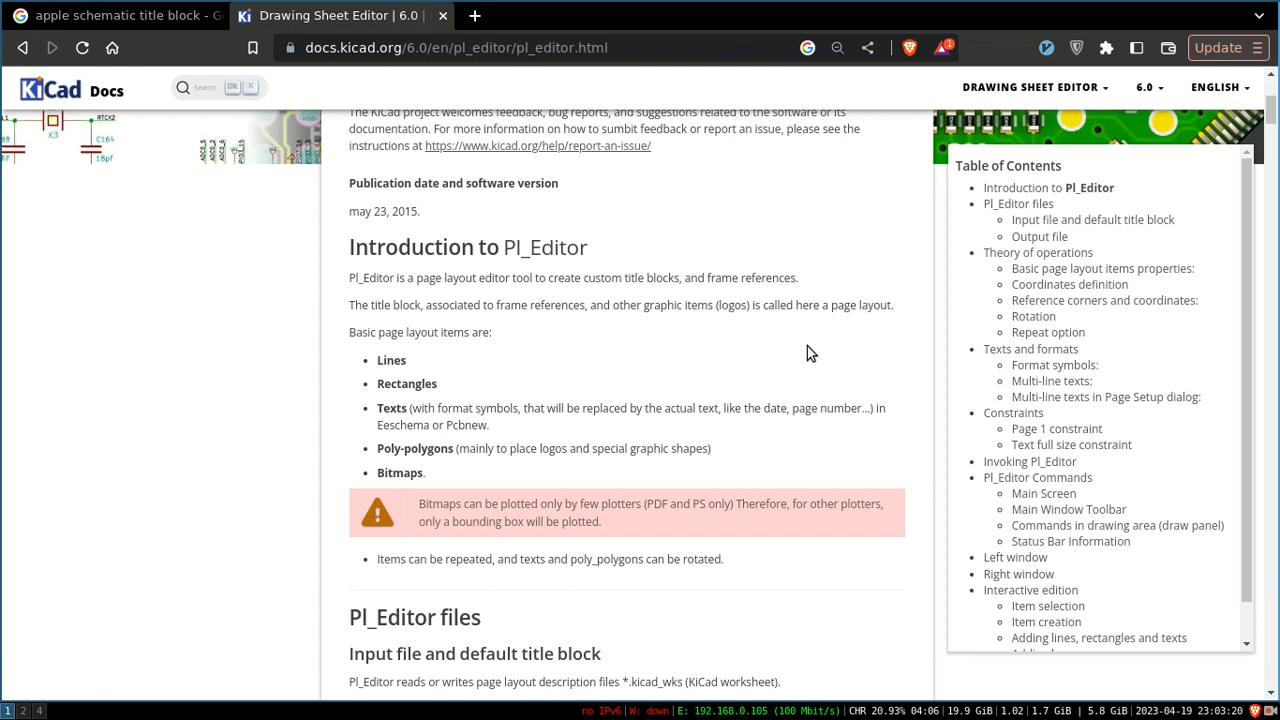 apple schematic title block - G
Drawing Sheet Editor | 6.0 |
docs.kicad.org/6.0/en/pl_editor/pl_editor.html
1
Update
KiCad Docs
Search
CTRL
K
DRAWING SHEET EDITOR
6.0
ENGLISH
X3
RTCX2
C164
18pf
The KiCad project welcomes feedback, bug reports, and suggestions related to the software or its
documentation. For more information on how to sumbit feedback or report an issue, please see the
instructions at https://www.kicad.org/help/report-an-issue/
Publication date and software version
may 23, 2015.
Introduction to Pl_Editor
Pl_Editor is a page layout editor tool to create custom title blocks, and frame references.
The title block, associated to frame references, and other graphic items (logos) is called here a page layout.
Basic page layout items are:
• Lines
• Rectangles
• Texts (with format symbols, that will be replaced by the actual text, like the date, page number…) in
Eeschema or Pcbnew.
• Poly-polygons (mainly to place logos and special graphic shapes)
• Bitmaps.
Bitmaps can be plotted only by few plotters (PDF and PS only) Therefore, for other plotters,
only a bounding box will be plotted.
• Items can be repeated, and texts and poly_polygons can be rotated.
Pl_Editor files
Input file and default title block
Pl_Editor reads or writes page layout description files *.kicad_wks (KiCad worksheet).
Table of Contents
Introduction to Pl_Editor
Pl_Editor files
Input file and default title block
Output file
Theory of operations
Basic page layout items properties:
Coordinates definition
Reference corners and coordinates:
Rotation
Repeat option
Texts and formats
Format symbols:
Multi-line texts:
Multi-line texts in Page Setup dialog:
Constraints
Page 1 constraint
Text full size constraint
Invoking Pl_Editor
Pl_Editor Commands
Main Screen
Main Window Toolbar
Commands in drawing area (draw panel)
Status Bar Information
Left window
Right window
Interactive edition
Item selection
Item creation
Adding lines, rectangles and texts
1 2 4
no IPv6| W: down| E: 192.168.0.105 (100 Mbit/s)| CHR 20.93% 04:06 | 19.9 GiB | 1.02 | 1.7 GiB | 5.8 GiB | 2023-04-19 23:03:20